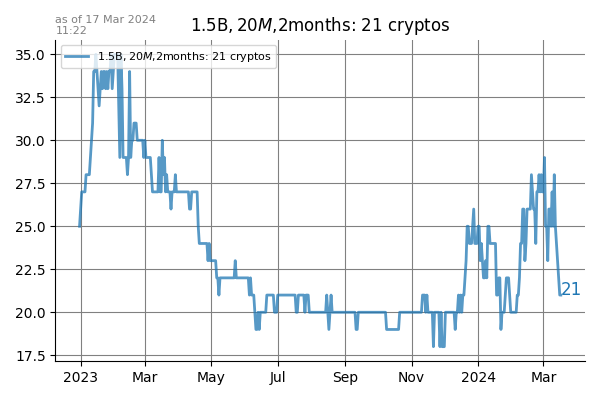 as of 17 Mar 2024
11:22
1.5B, 20M,2months: 21 cryptos
1.5B, 20M,2months: 21 cryptos
35.0
32.5
30.0
27.5
25.0
22.5
20.0
17.5
21
2023 Mar May Jul Sep Nov 2024 Mar